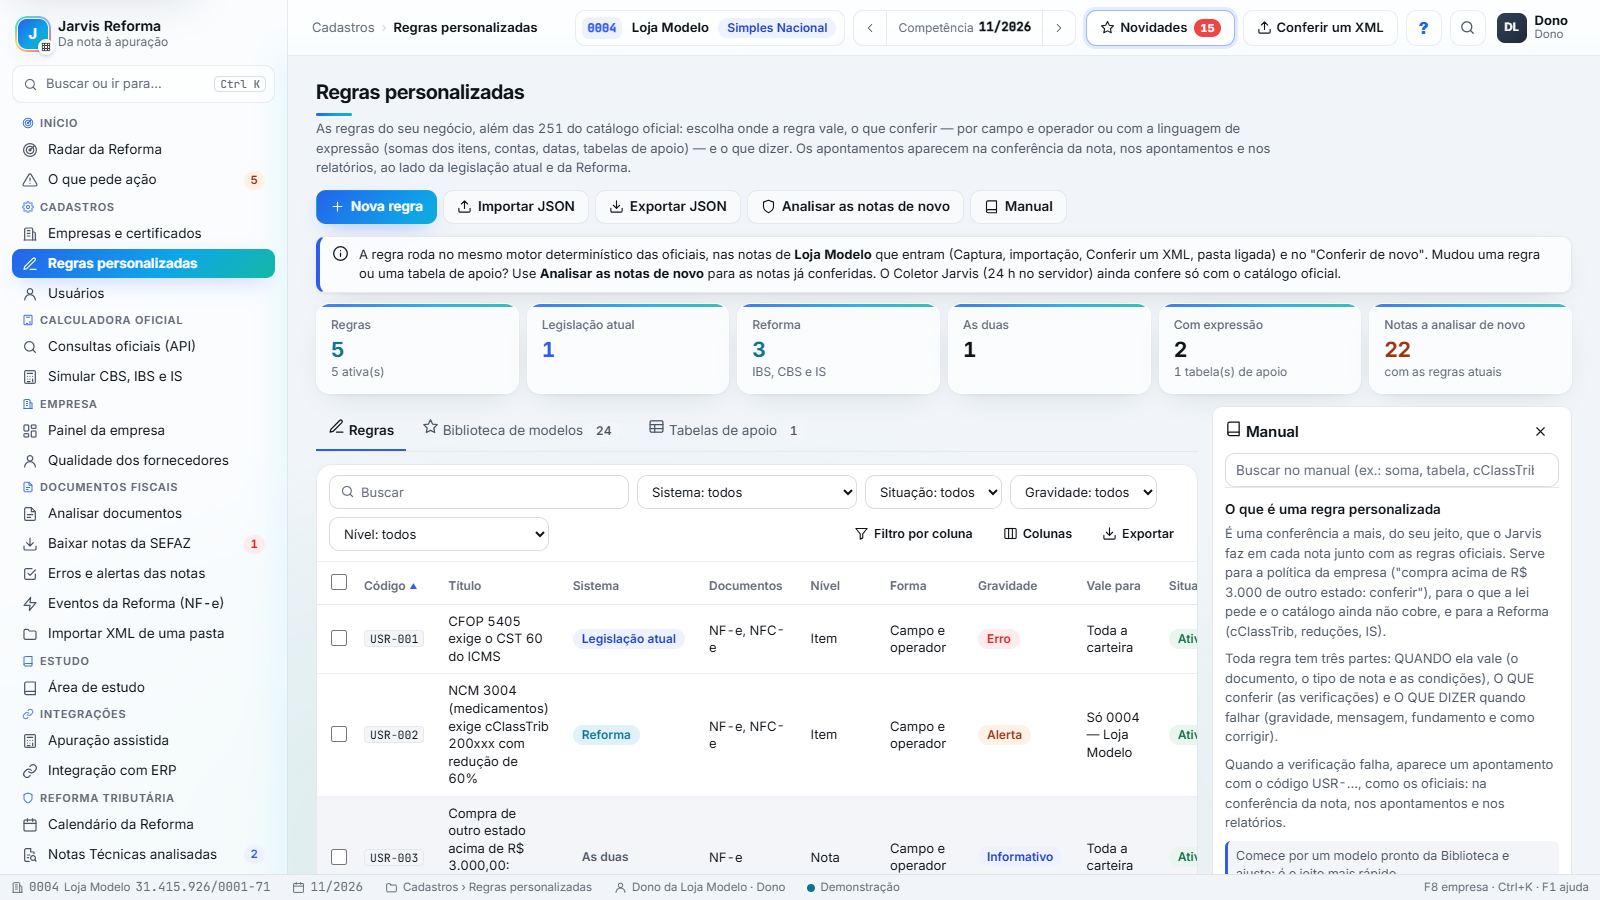 Jarvis Reforma
Da nota à apuração
Buscar ou ir para...
Ctrl K
INÍCIO
Radar da Reforma
O que pede ação
5
CADASTROS
Empresas e certificados
Regras personalizadas
Usuários
CALCULADORA OFICIAL
Consultas oficiais (API)
Simular CBS, IBS e IS
EMPRESA
Painel da empresa
Qualidade dos fornecedores
DOCUMENTOS FISCAIS
Analisar documentos
Baixar notas da SEFAZ
1
Erros e alertas das notas
Eventos da Reforma (NF-e)
Importar XML de uma pasta
ESTUDO
Área de estudo
INTEGRAÇÕES
Apuração assistida
Integração com ERP
REFORMA TRIBUTÁRIA
Calendário da Reforma
Notas Técnicas analisadas
2
Cadastros › Regras personalizadas
0004 Loja Modelo Simples Nacional
Competência 11/2026
Novidades 15
Conferir um XML
?
DL
Dono
Dono
Regras personalizadas
As regras do seu negócio, além das 251 do catálogo oficial: escolha onde a regra vale, o que conferir — por campo e operador ou com a linguagem de
expressão (somas dos itens, contas, datas, tabelas de apoio) — e o que dizer. Os apontamentos aparecem na conferência da nota, nos apontamentos e nos
relatórios, ao lado da legislação atual e da Reforma.
Nova regra
Importar JSON
Exportar JSON
Analisar as notas de novo
Manual
A regra roda no mesmo motor determinístico das oficiais, nas notas de Loja Modelo que entram (Captura, importação, Conferir um XML, pasta ligada) e no "Conferir de novo". Mudou uma regra
ou uma tabela de apoio? Use Analisar as notas de novo para as notas já conferidas. O Coletor Jarvis (24 h no servidor) ainda confere só com o catálogo oficial.
Regras
5
5 ativa(s)
Legislação atual
1
Reforma
3
IBS, CBS e IS
As duas
1
Com expressão
2
1 tabela(s) de apoio
Notas a analisar de novo
22
com as regras atuais
Regras
Biblioteca de modelos 24
Tabelas de apoio 1
Buscar
Sistema: todos
Situação: todos
Gravidade: todos
Nível: todos
Filtro por coluna
Colunas
Exportar
Código ▲ Título Sistema Documentos Nível Forma Gravidade Vale para Situa
USR-001
CFOP 5405
exige o CST 60
do ICMS
Legislação atual
NF-e, NFC-
e
Item
Campo e
operador
Erro
Toda a
carteira
Ativ
USR-002
NCM 3004
(medicamentos)
exige cClassTrib
200xxx com
redução de
60%
Reforma
NF-e, NFC-
e
Item
Campo e
operador
Alerta
Só 0004
— Loja
Modelo
Ativ
USR-003
Compra de
outro estado
acima de R$
3.000,00:
As duas
NF-e
Nota
Campo e
operador
Informativo
Toda a
carteira
Ativ
Manual
Buscar no manual (ex.: soma, tabela, cClassTrib
O que é uma regra personalizada
É uma conferência a mais, do seu jeito, que o Jarvis
faz em cada nota junto com as regras oficiais. Serve
para a política da empresa ("compra acima de R$
3.000 de outro estado: conferir"), para o que a lei
pede e o catálogo ainda não cobre, e para a Reforma
(cClassTrib, reduções, IS).
Toda regra tem três partes: QUANDO ela vale (o
documento, o tipo de nota e as condições), O QUE
conferir (as verificações) e O QUE DIZER quando
falhar (gravidade, mensagem, fundamento e como
corrigir).
Quando a verificação falha, aparece um apontamento
com o código USR-..., como os oficiais: na
conferência da nota, nos apontamentos e nos
relatórios.
Comece por um modelo pronto da Biblioteca e
ajuste: é o jeito mais rápido.
0004 Loja Modelo 31.415.926/0001-71
11/2026
Cadastros › Regras personalizadas
Dono da Loja Modelo · Dono
Demonstração
F8 empresa · Ctrl+K · F1 ajuda